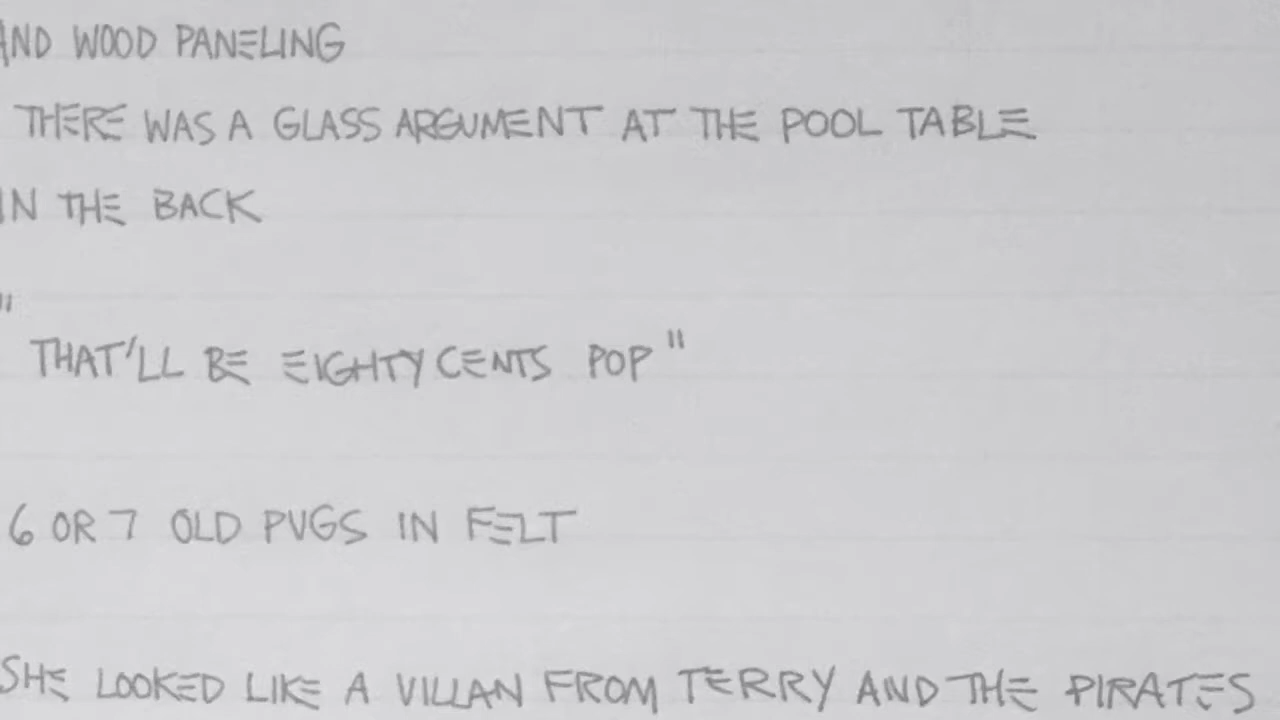 AND WOOD PANELING
THERE WAS A GLASS ARGUMENT AT THE POOL TABLE
IN THE BACK
"
THAT'LL BE EIGHTY CENTS POP"
6 OR 7 OLD PUGS IN FELT
SHE LOOKED LIKE A VILLAN FROM TERRY AND THE PIRATES